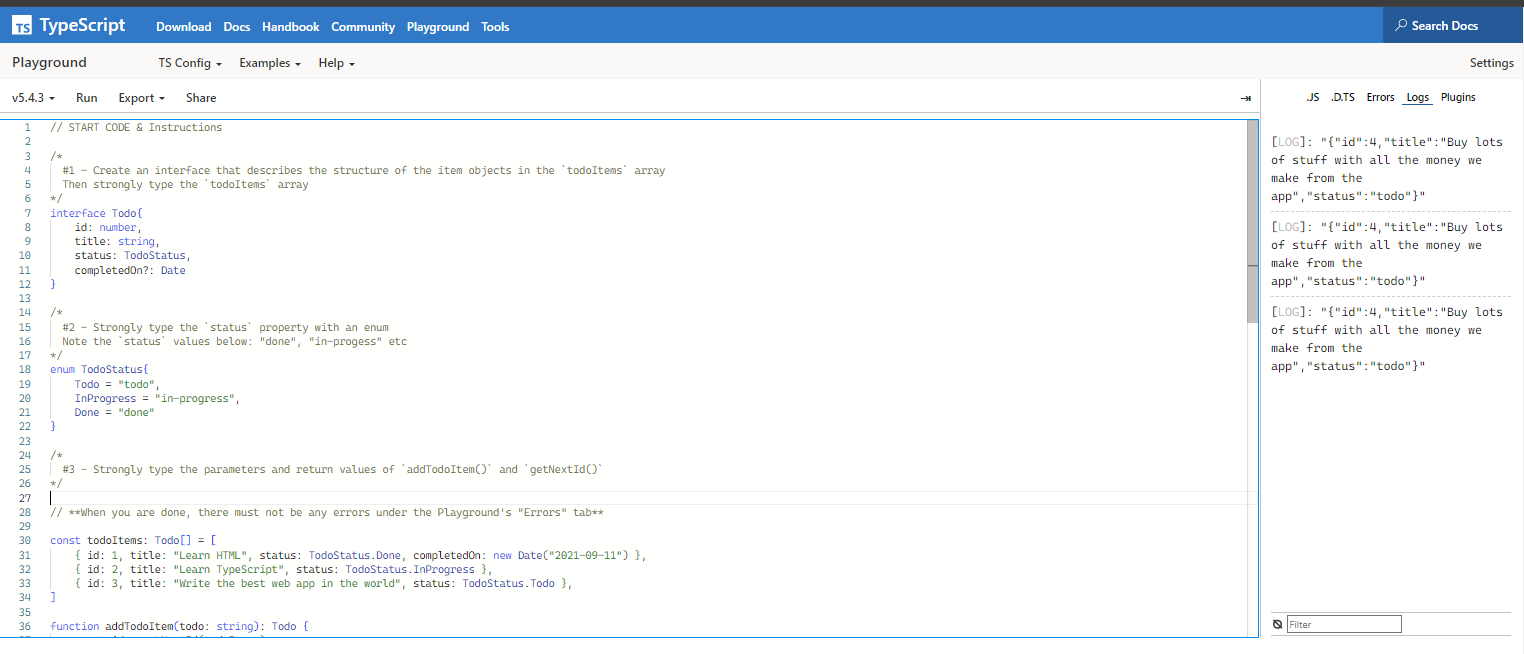 TS TypeScript Download Docs Handbook Community Playground Tools Search Docs
Playground TS Config Examples Help Settings
v5.4.3 Run Export Share .JS .D.TS Errors Logs Plugins
1 // START CODE & Instructions
2
3 /*
4 #1 - Create an interface that describes the structure of the item objects in the `todoItems` array
5 Then strongly type the `todoItems` array
6 */
7 interface Todo{
8 id: number,
9 title: string,
10 status: TodoStatus,
11 completedOn?: Date
12 }
13
14 /*
15 #2 - Strongly type the `status` property with an enum
16 Note the `status` values below: "done", "in-progess" etc
17 */
18 enum TodoStatus{
19 Todo = "todo",
20 InProgress = "in-progress",
21 Done = "done"
22 }
23
24 /*
25 #3 - Strongly type the parameters and return values of `addTodoItem()` and `getNextId()`
26 */
27
28 // **When you are done, there must not be any errors under the Playground's "Errors" tab**
29
30 const todoItems: Todo[] = [
31 { id: 1, title: "Learn HTML", status: TodoStatus.Done, completedOn: new Date("2021-09-11") },
32 { id: 2, title: "Learn TypeScript", status: TodoStatus.InProgress },
33 { id: 3, title: "Write the best web app in the world", status: TodoStatus.Todo },
34 ]
35
36 function addTodoItem(todo: string): Todo {
[LOG]: "{"id":4,"title":"Buy lots
of stuff with all the money we
make from the
app","status":"todo"}"
[LOG]: "{"id":4,"title":"Buy lots
of stuff with all the money we
make from the
app","status":"todo"}"
[LOG]: "{"id":4,"title":"Buy lots
of stuff with all the money we
make from the
app","status":"todo"}"
Filter